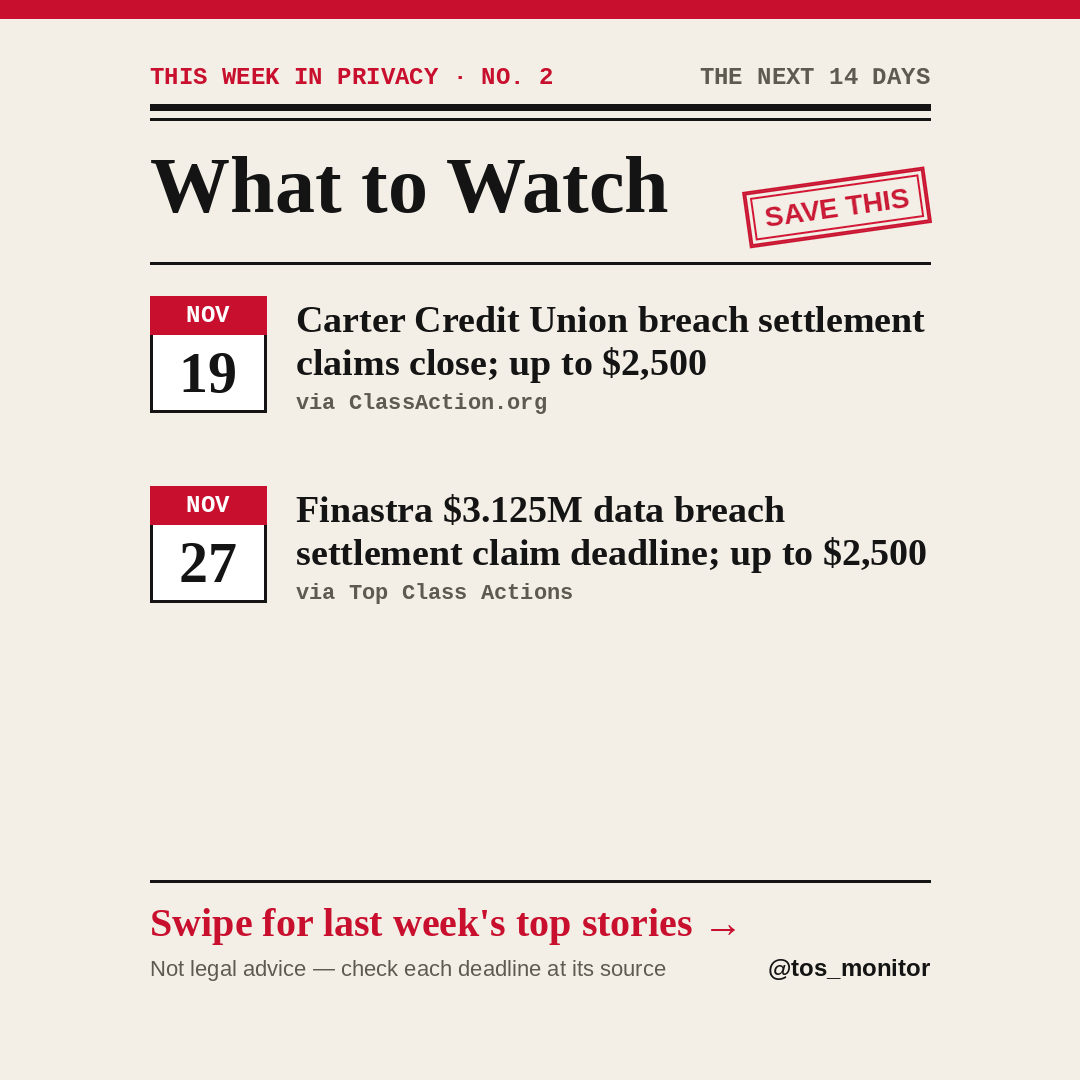 THIS WEEK IN PRIVACY · NO. 2
THE NEXT 14 DAYS
What to Watch
SAVE THIS
NOV
19
Carter Credit Union breach settlement
claims close; up to $2,500
via ClassAction.org
NOV
27
Finastra $3.125M data breach
settlement claim deadline; up to $2,500
via Top Class Actions
Swipe for last week's top stories →
Not legal advice — check each deadline at its source
@tos_monitor